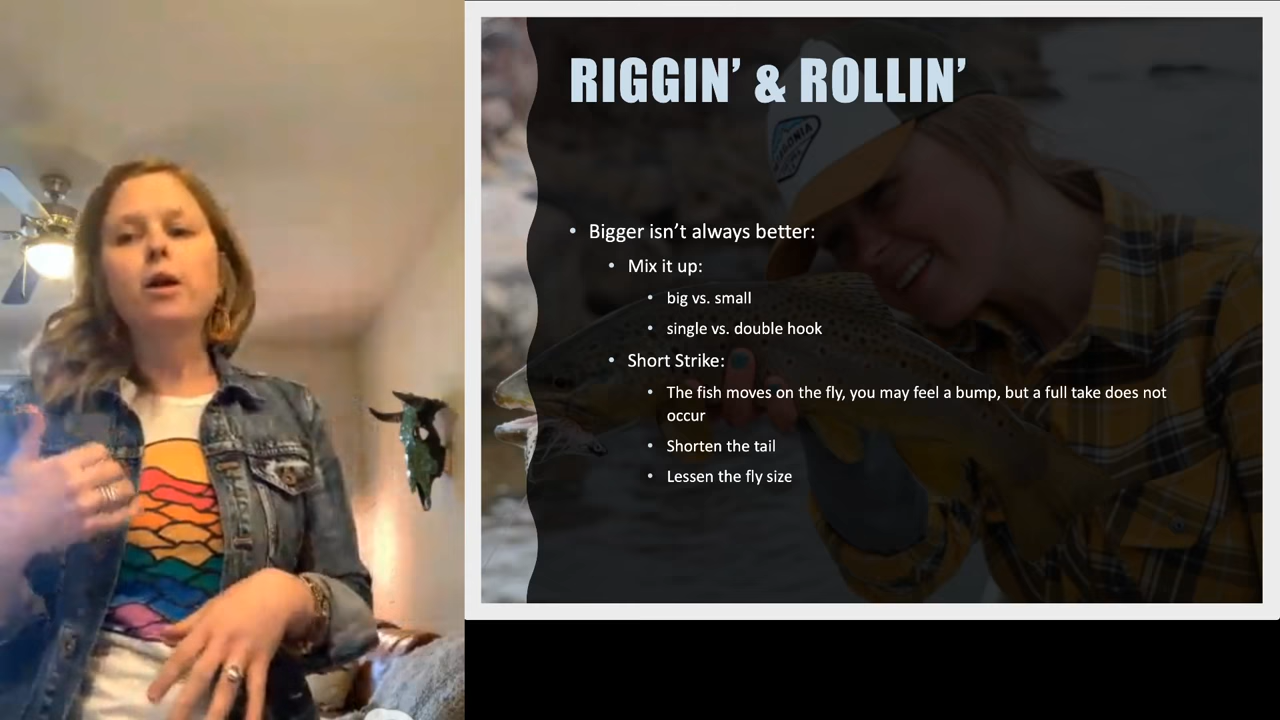 RIGGIN’ & ROLLIN’
• Bigger isn’t always better:
• Mix it up:
• big vs. small
• single vs. double hook
• Short Strike:
• The fish moves on the fly, you may feel a bump, but a full take does not
occur
• Shorten the tail
• Lessen the fly size